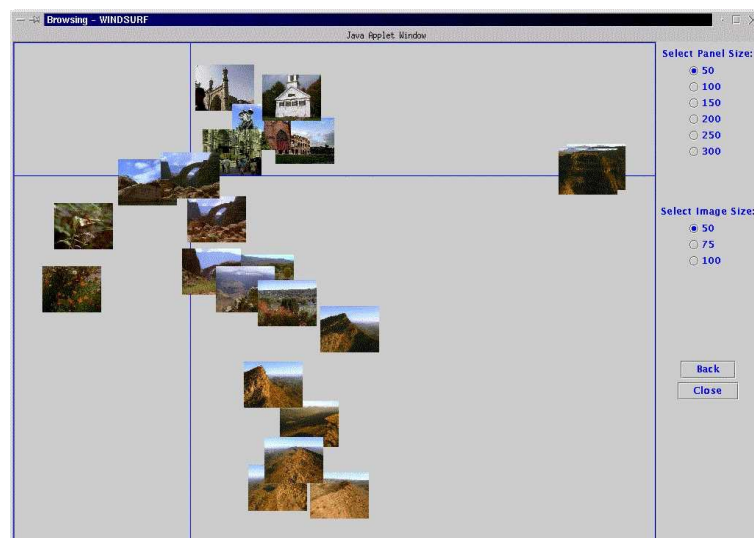 Browsing - WINDSURF
Java Applet Window
Select Panel Size:
50
100
150
200
250
300
Select Image Size:
50
75
100
Back
Close